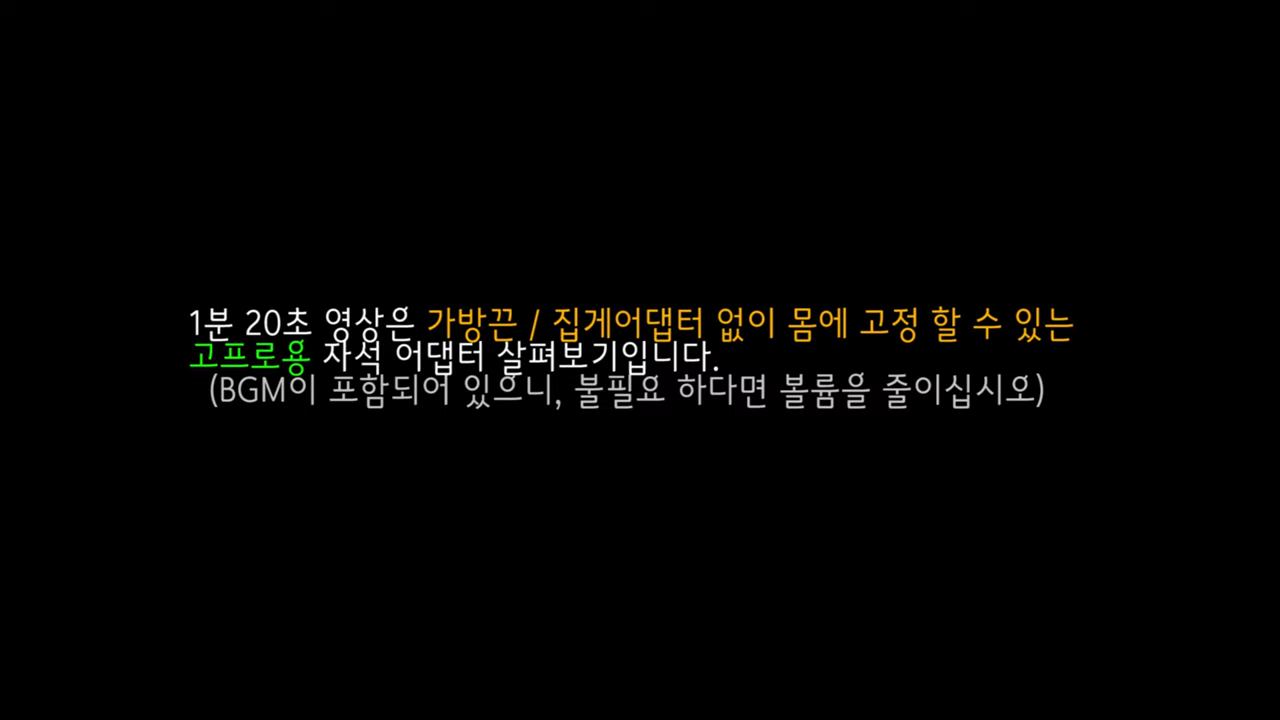 1분 20초 영상은 가방끈 / 집게어댑터 없이 몸에 고정 할 수 있는
고프로용 자석 어댑터 살펴보기입니다.
(BGM이 포함되어 있으니, 불필요 하다면 볼륨을 줄이십시오)